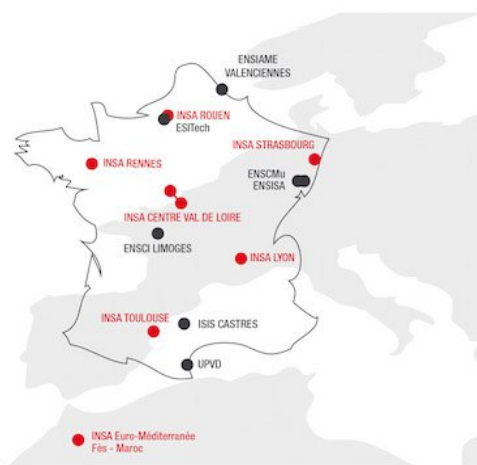 ENSIAME
VALENCIENNES
INSA ROUEN
ESITech
INSA STRASBOURG
INSA RENNES
ENSCMu
ENSISA
INSA CENTRE VAL DE LOIRE
ENSCI LIMOGES
INSA LYON
INSA TOULOUSE
ISIS CASTRES
UPVD
INSA Euro-Méditerranée
Fès - Maroc